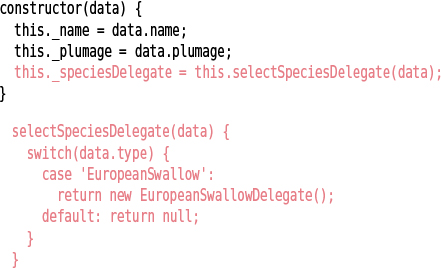 constructor(data) {
  this._name = data.name;
  this._plumage = data.plumage;
  this._speciesDelegate = this.selectSpeciesDelegate(data);
}
  selectSpeciesDelegate(data) {
    switch(data.type) {
      case 'EuropeanSwallow':
        return new EuropeanSwallowDelegate();
      default: return null;
    }
  }